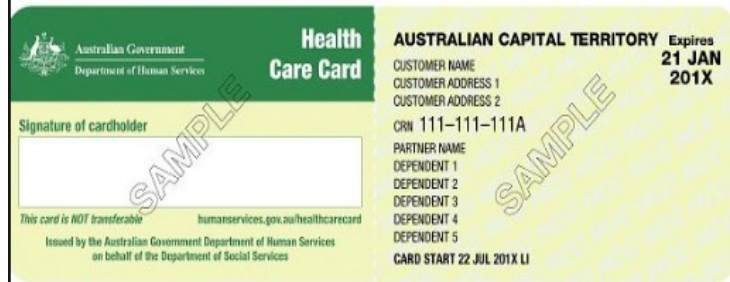 Australian Government
Department of Human Services
Health
Care Card
Signature of cardholder
SAMPLE
This card is NOT transferable
humanservices.gov.au/healthcarecard
Issued by the Australian Government Department of Human Services
on behalf of the Department of Social Services
AUSTRALIAN CAPITAL TERRITORY
Expires
21 JAN
201X
CUSTOMER NAME
CUSTOMER ADDRESS 1
CUSTOMER ADDRESS 2
CRN 111-111-111A
PARTNER NAME
DEPENDENT 1
DEPENDENT 2
DEPENDENT 3
DEPENDENT 4
DEPENDENT 5
SAMPLE
CARD START 22 JUL 201X LI